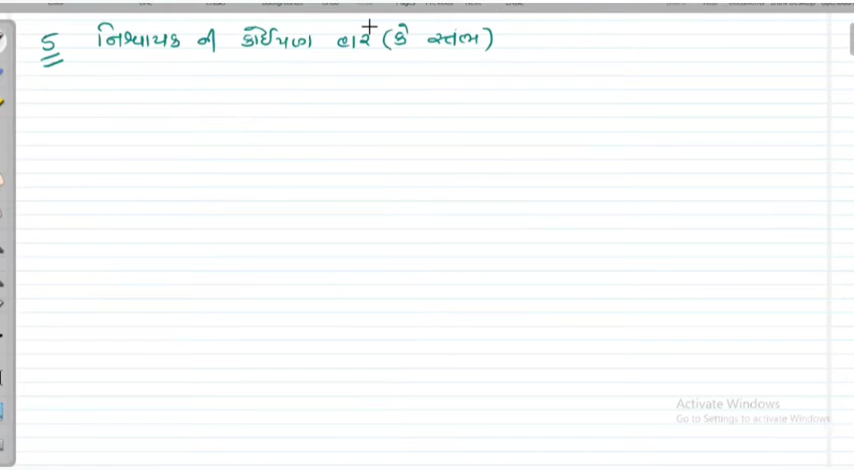 5 નિશ્ચાયક ની કોઈપણ હાર (કે સ્તંભ)
Activate Windows
Go to Settings to activate Windows.